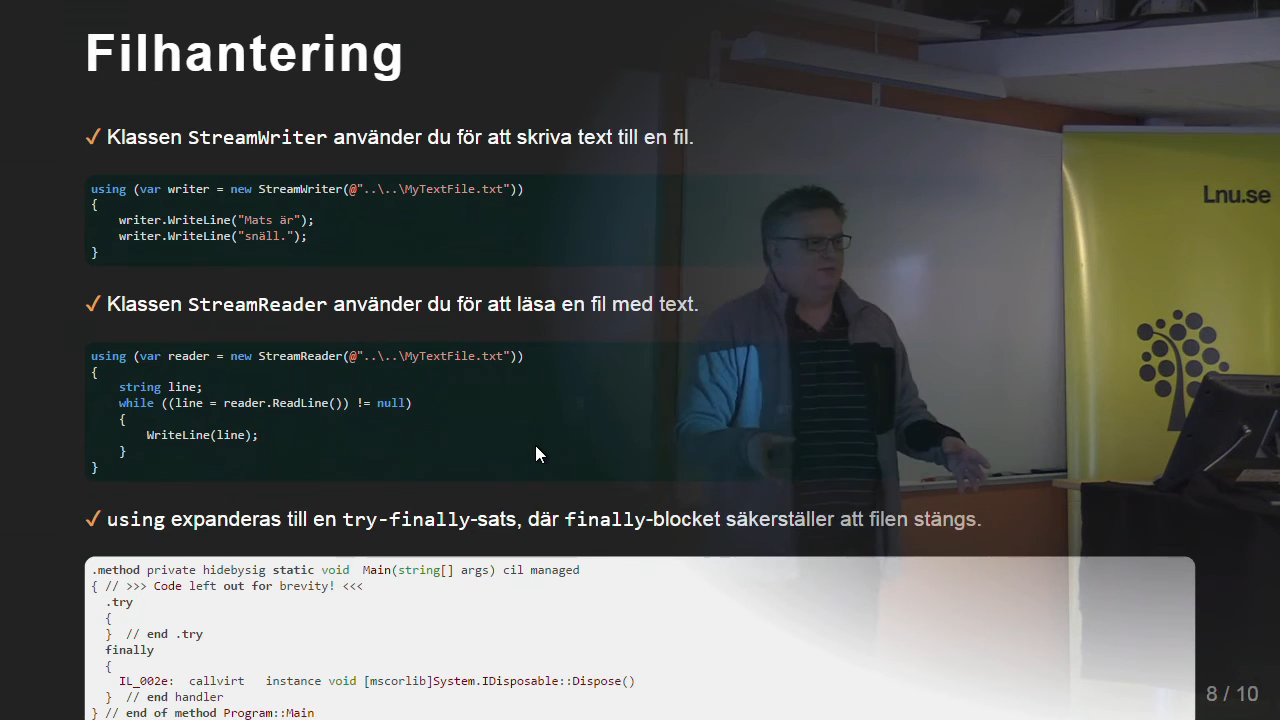 Filhantering
✓ Klassen StreamWriter använder du för att skriva text till en fil.
using (var writer = new StreamWriter(@"..\..\MyTextFile.txt"))
{
    writer.WriteLine("Mats är");
    writer.WriteLine("snäll.");
}
✓ Klassen StreamReader använder du för att läsa en fil med text.
using (var reader = new StreamReader(@"..\..\MyTextFile.txt"))
{
    string line;
    while ((line = reader.ReadLine()) != null)
    {
        WriteLine(line);
    }
}
✓ using expanderas till en try-finally-sats, där finally-blocket säkerställer att filen stängs.
.method private hidebysig static void  Main(string[] args) cil managed
{ // >>> Code left out for brevity! <<<
  .try
  {
  }  // end .try
  finally
  {
    IL_002e:  callvirt   instance void [mscorlib]System.IDisposable::Dispose()
  }  // end handler
} // end of method Program::Main
Lnu.se
8 / 10